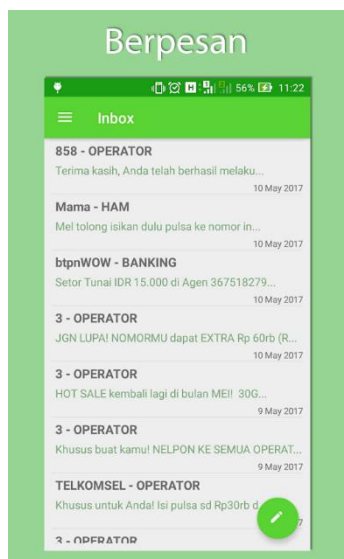 Berpesan
H 56% 11:22
Inbox
858 - OPERATOR
Terima kasih, Anda telah berhasil melaku...
10 May 2017
Mama - HAM
Mel tolong isikan dulu pulsa ke nomor in...
10 May 2017
btpnWOW - BANKING
Setor Tunai IDR 15.000 di Agen 367518279...
10 May 2017
3 - OPERATOR
JGN LUPA! NOMORMU dapat EXTRA Rp 60rb (R...
10 May 2017
3 - OPERATOR
HOT SALE kembali lagi di bulan MEI! 30G...
9 May 2017
3 - OPERATOR
Khusus buat kamu! NELPON KE SEMUA OPERAT...
9 May 2017
TELKOMSEL - OPERATOR
Khusus untuk Anda! Isi pulsa sd Rp30rb d
7
3 - OPERATOR